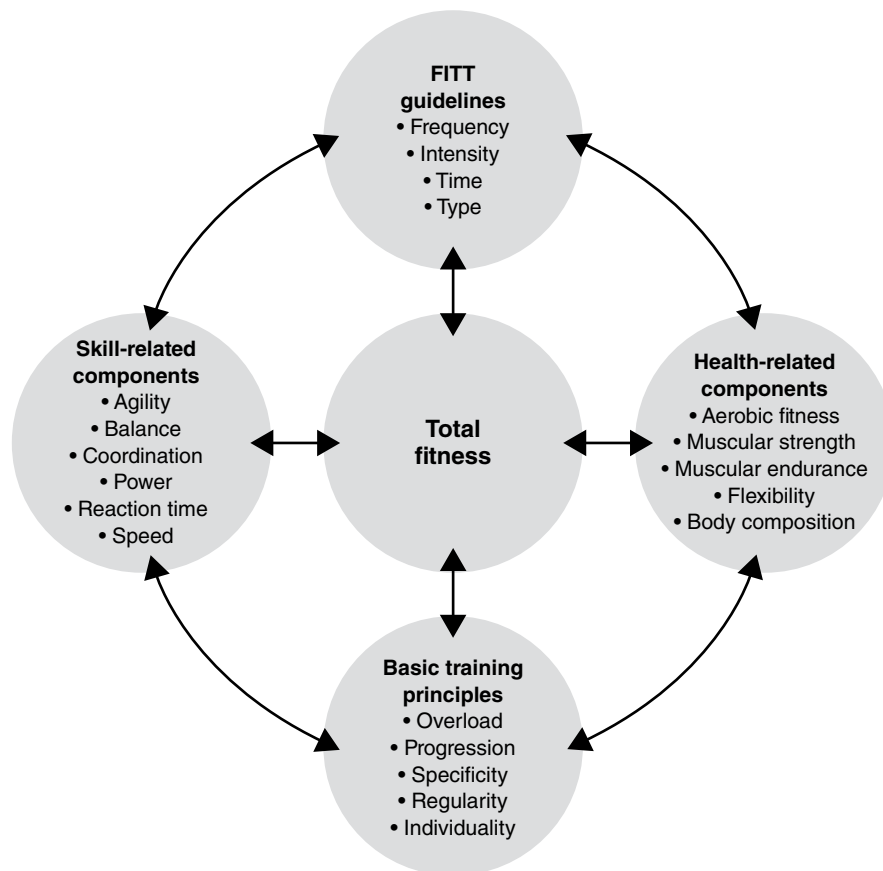 FITT
guidelines
• Frequency
• Intensity
• Time
• Type
Skill-related
components
• Agility
• Balance
• Coordination
• Power
• Reaction time
• Speed
Total
fitness
Health-related
components
• Aerobic fitness
• Muscular strength
• Muscular endurance
• Flexibility
• Body composition
Basic training
principles
• Overload
• Progression
• Specificity
• Regularity
• Individuality